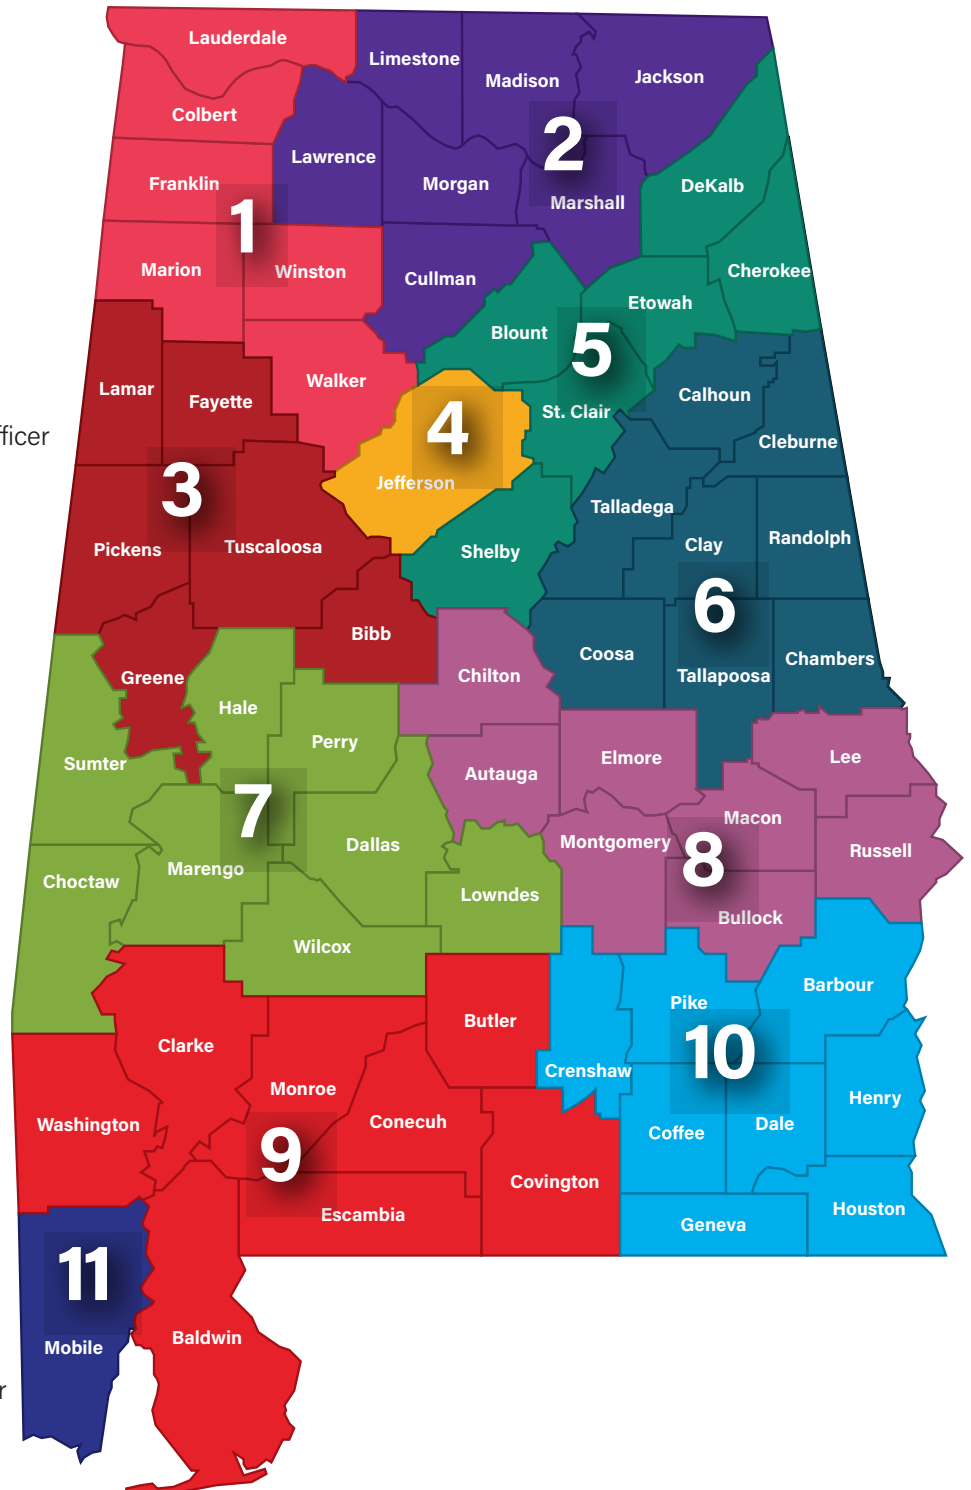 Lauderdale
Limestone
Madison
Jackson
Colbert
Lawrence
2
Franklin
Morgan
DeKalb
Marshall
1
Marion
Winston
Cullman
Cherokee
Etowah
Blount
5
Walker
Lamar
Fayette
Calhoun
St. Clair
4
fficer
Cleburne
Jefferson
3
Talladega
Pickens
Tuscaloosa
Shelby
Clay
Randolph
6
Bibb
Coosa
Chambers
Greene
Chilton
Tallapoosa
Hale
Perry
Sumter
Autauga
Elmore
Lee
7
Macon
Dallas
Montgomery
8
Russell
Marengo
Choctaw
Lowndes
Bullock
Wilcox
Barbour
Pike
Butler
Clarke
10
Crenshaw
Monroe
Henry
Washington
Conecuh
Coffee
Dale
9
Covington
Escambia
Geneva
Houston
11
Baldwin
Mobile
r